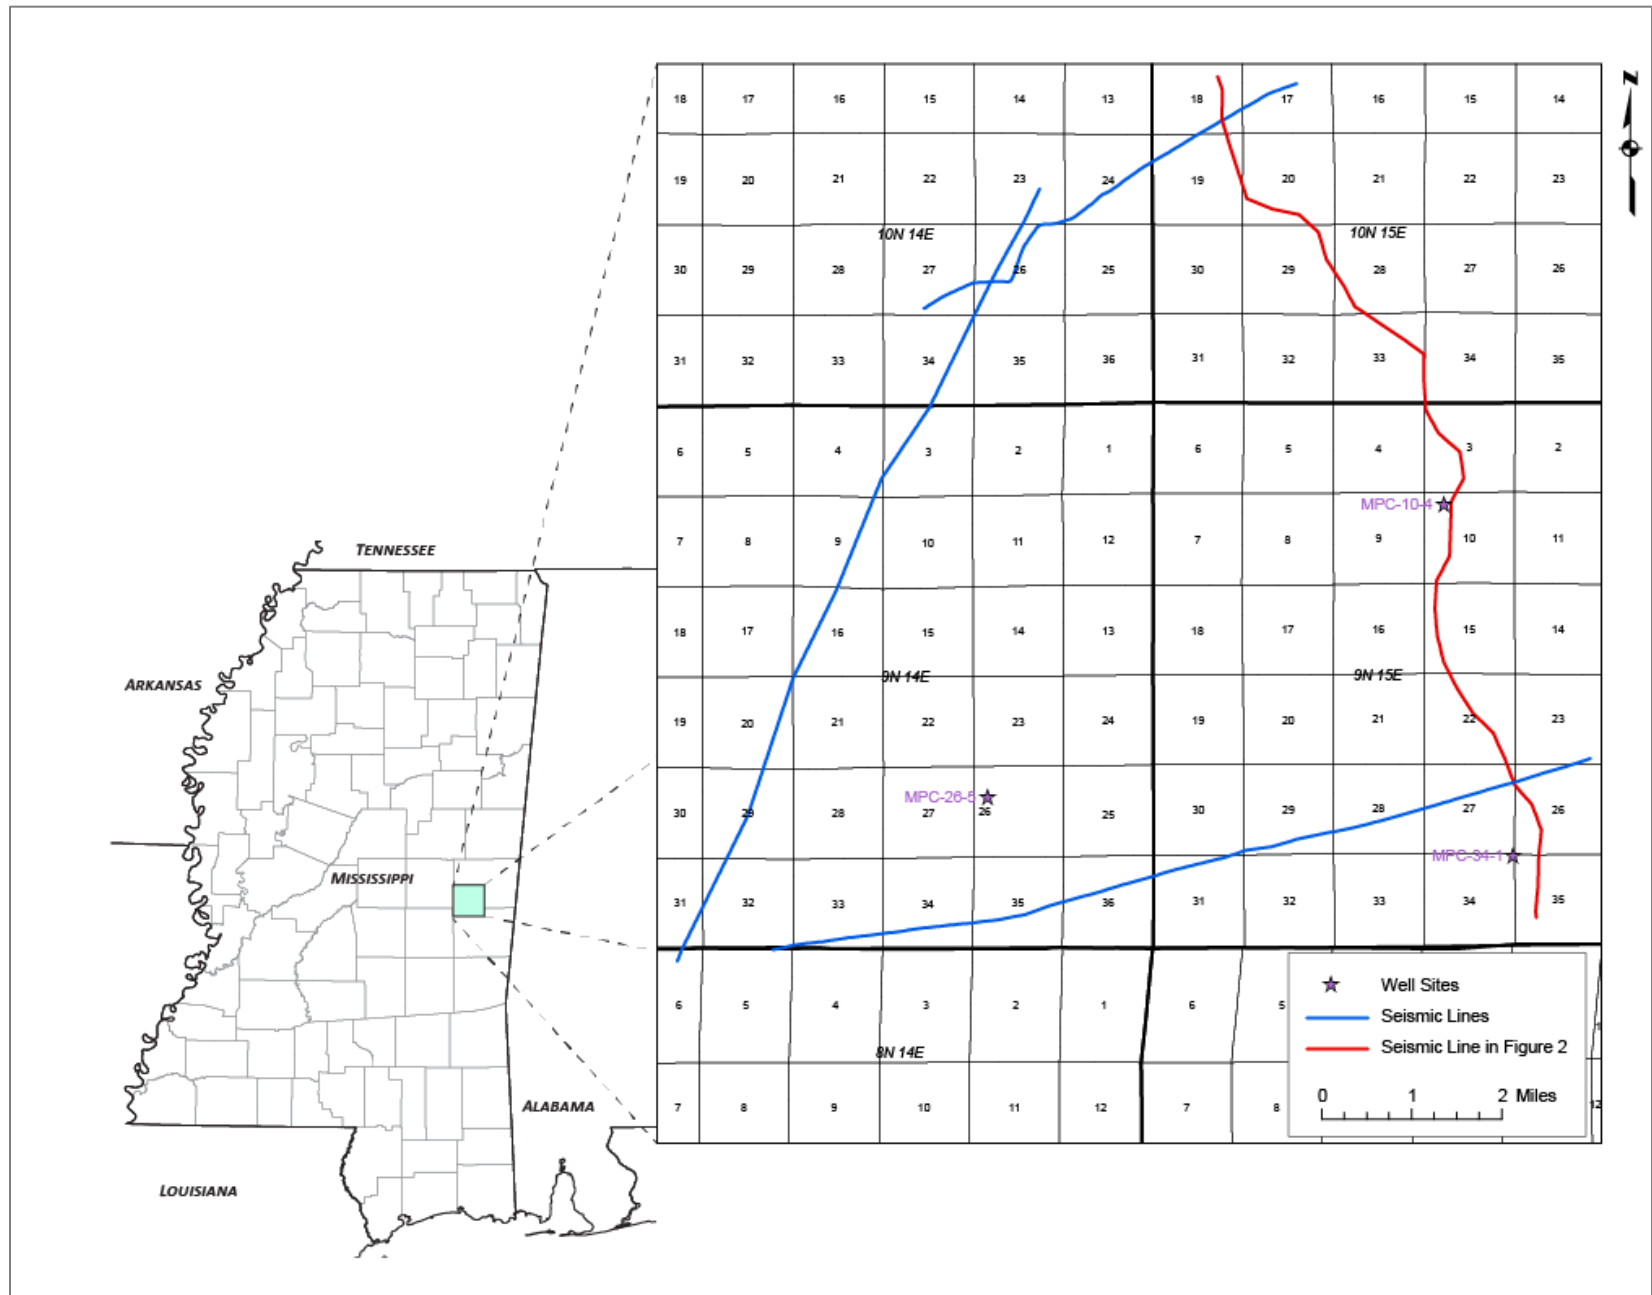 18 17 16 15 14 13 18 17 16 15 14
N
19 20 21 22 23 24 19 20 21 22 23
10N 14E 10N 15E
30 29 28 27 26 25 30 29 28 27 26
31 32 33 34 35 36 31 32 33 34 35
6 5 4 3 2 1 6 5 4 3 2
MPC-10-4
7 8 9 10 11 12 7 8 9 10 11
TENNESSEE
18 17 16 15 14 13 18 17 16 15 14
ARKANSAS
9N 14E 9N 15E
19 20 21 22 23 24 19 20 21 22 23
MPC-26-5
30 29 28 27 26 25 30 29 28 27 26
MPC-34-1
MISSISSIPPI
31 32 33 34 35 36 31 32 33 34 35
6 5 4 3 2 1 6 5
Well Sites
Seismic Lines
Seismic Line in Figure 2
8N 14E
0 1 2 Miles
7 8 9 10 11 12 7 8 12
ALABAMA
LOUISIANA